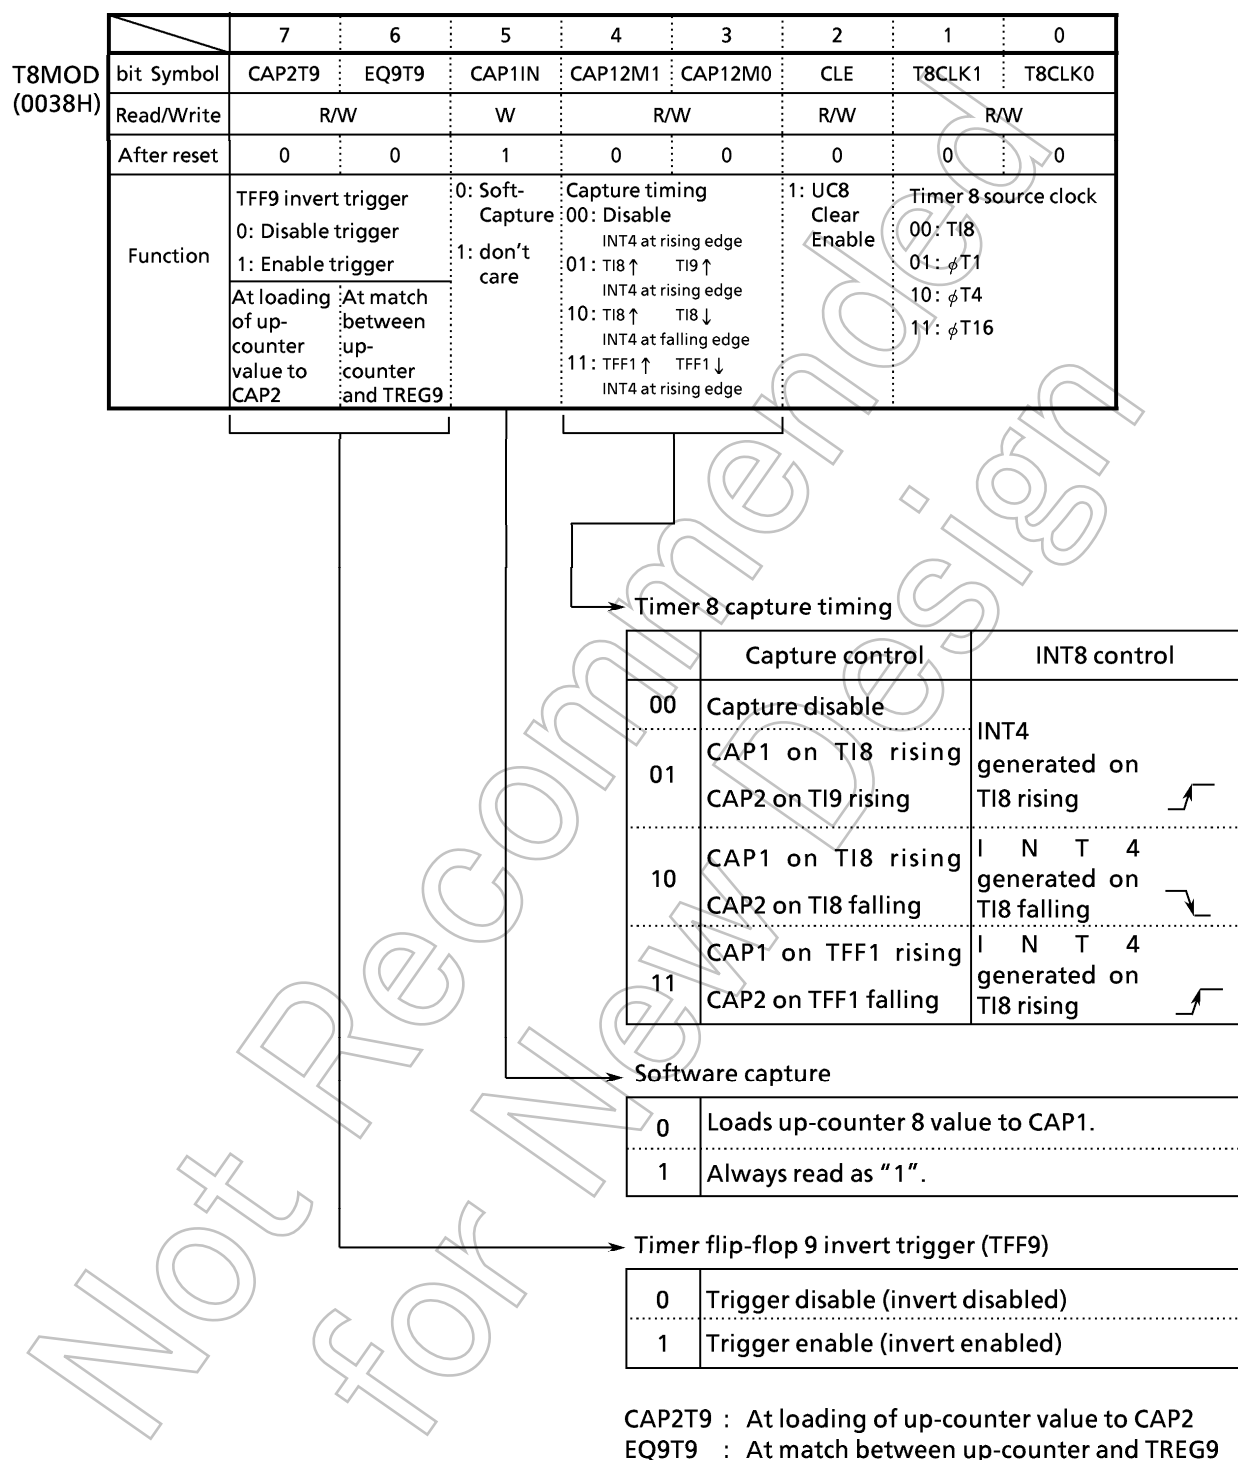 7 6 5 4 3 2 1 0
T8MOD
(0038H)
bit Symbol CAP2T9 EQ9T9 CAP1IN CAP12M1 CAP12M0 CLE T8CLK1 T8CLK0
Read/Write R/W W R/W R/W R/W
After reset 0 0 1 0 0 0 0 0
Function
TFF9 invert trigger
0: Disable trigger
1: Enable trigger
At loading
of up-
counter
value to
CAP2
At match
between
up-
counter
and TREG9
0: Soft-
Capture
1: don't
care
Capture timing
00: Disable
INT4 at rising edge
01: TI8↑ TI9↑
INT4 at rising edge
10: TI8↑ TI8↓
INT4 at falling edge
11: TFF1↑ TFF1↓
INT4 at rising edge
1: UC8
Clear
Enable
Timer 8 source clock
00: TI8
01: ϕT1
10: ϕT4
11: ϕT16
Timer 8 capture timing
Capture control INT8 control
00 Capture disable
01 CAP1 on TI8 rising
CAP2 on TI9 rising
INT4
generated on
TI8 rising
10 CAP1 on TI8 rising
CAP2 on TI8 falling
I N T 4
generated on
TI8 falling
11 CAP1 on TFF1 rising
CAP2 on TFF1 falling
I N T 4
generated on
TI8 rising
Software capture
0 Loads up-counter 8 value to CAP1.
1 Always read as "1".
Timer flip-flop 9 invert trigger (TFF9)
0 Trigger disable (invert disabled)
1 Trigger enable (invert enabled)
CAP2T9 : At loading of up-counter value to CAP2
EQ9T9 : At match between up-counter and TREG9
Not Recommended
for New Design